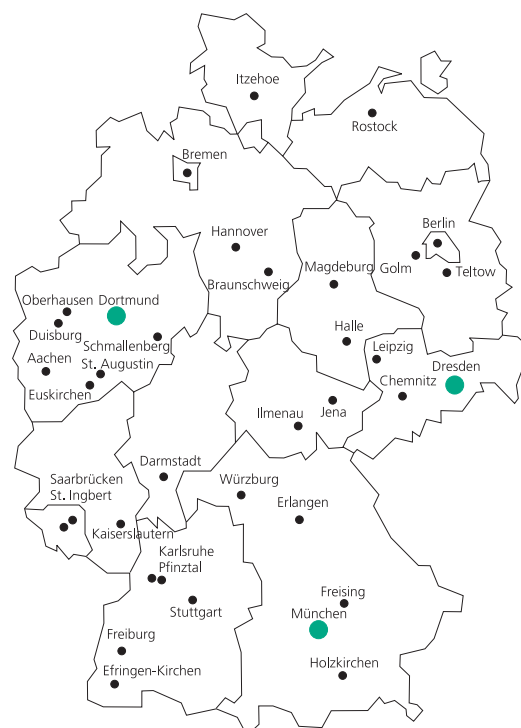 Itzehoe
Rostock
Bremen
Berlin
Hannover
Golm
Teltow
Magdeburg
Braunschweig
Oberhausen Dortmund
Duisburg
Schmallenberg
Halle
Leipzig
Aachen
St. Augustin
Dresden
Euskirchen
Chemnitz
Ilmenau
Jena
Darmstadt
Würzburg
Saarbrücken
St. Ingbert
Erlangen
Kaiserslautern
Karlsruhe
Pfinztal
Freising
Stuttgart
München
Freiburg
Efringen-Kirchen
Holzkirchen